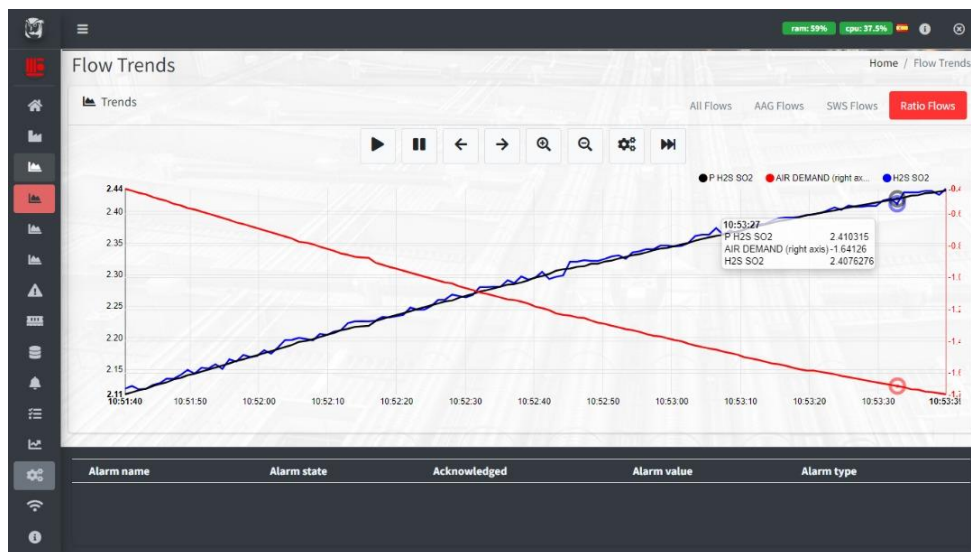 ram: 59% cpu: 37.5%
Flow Trends
Home / Flow Trends
Trends
All Flows AAG Flows SWS Flows Ratio Flows
P H2S SO2 AIR DEMAND (right ax... H2S SO2
2.44
2.40
2.35
2.30
2.25
2.20
2.15
2.11
10:53:27
P H2S SO2 2.410315
AIR DEMAND (right axis) -1.64126
H2S SO2 2.4076276
10:51:40 10:51:50 10:52:00 10:52:10 10:52:20 10:52:30 10:52:40 10:52:50 10:53:00 10:53:10 10:53:20 10:53:30
Alarm name Alarm state Acknowledged Alarm value Alarm type